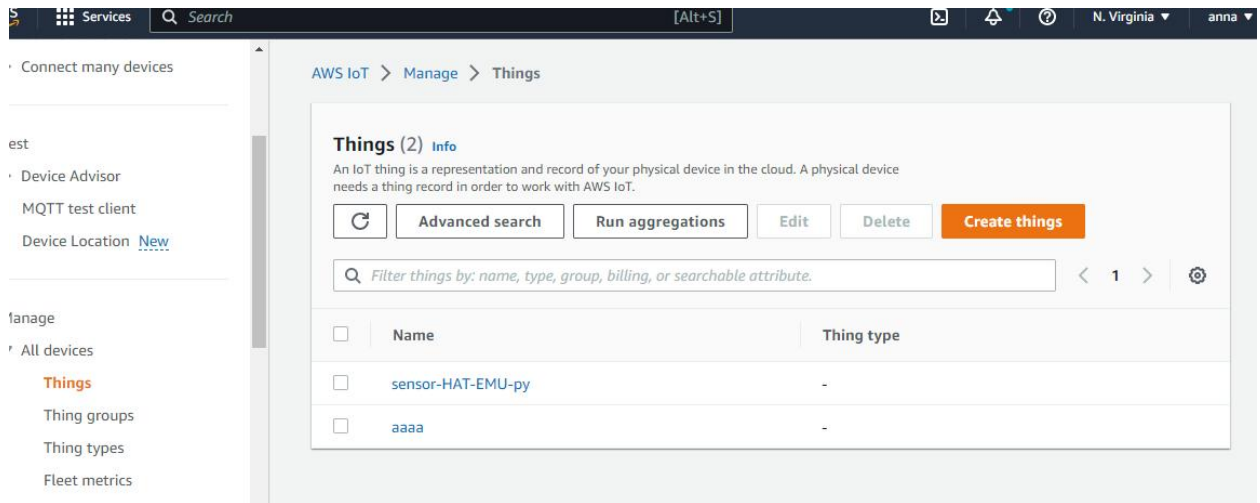 Services
Search
[Alt+S]
N. Virginia
anna
Connect many devices
est
Device Advisor
MQTT test client
Device Location New
Manage
All devices
Things
Thing groups
Thing types
Fleet metrics
AWS IoT > Manage > Things
Things (2) Info
An IoT thing is a representation and record of your physical device in the cloud. A physical device
needs a thing record in order to work with AWS IoT.
Advanced search
Run aggregations
Edit
Delete
Create things
Filter things by: name, type, group, billing, or searchable attribute.
1
Name
Thing type
sensor-HAT-EMU-py
-
aaaa
-